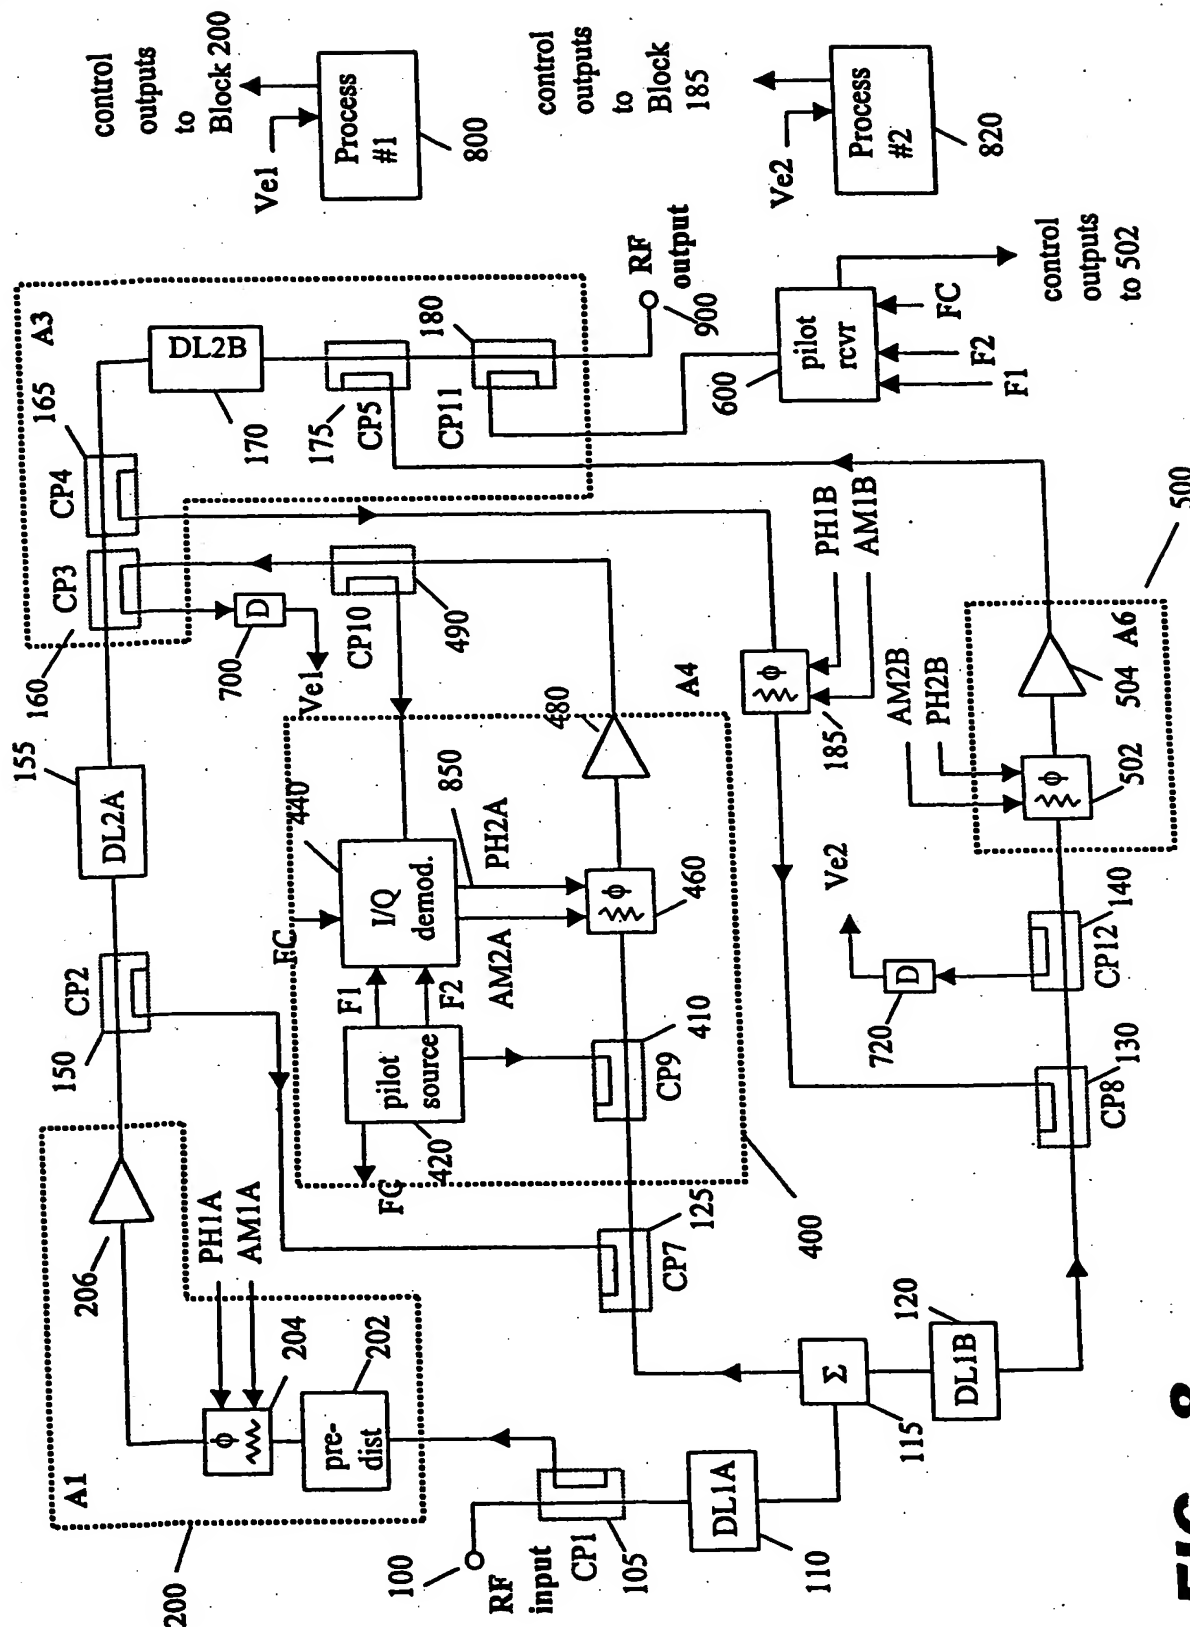 200
A1
PH1A
AM1A
206
204
202
pre-
dist
150
CP2
155
DL2A
160
CP3
CP4
165
A3
DL2B
170
175
CP5
CP11
180
RF
output
900
control
outputs
to
Block 200
Ve1
Process
#1
800
control
outputs
to
Block
185
Ve2
Process
#2
820
700
D
Ve1
CP10
490
100
RF
input
CP1
105
DL1A
110
440
FC
I/Q
demod.
F1
F2
850
PH2A
AM2A
pilot
source
420
FC
CP9
410
460
480
A4
400
CP7
125
Σ
115
DL1B
120
185
PH1B
AM1B
600
pilot
rcvr
F1
F2
FC
control
outputs
to 502
Ve2
D
720
CP8
130
CP12
140
AM2B
PH2B
502
504
A6
500
ϕ
ϕ
ϕ
ϕ
FIG.